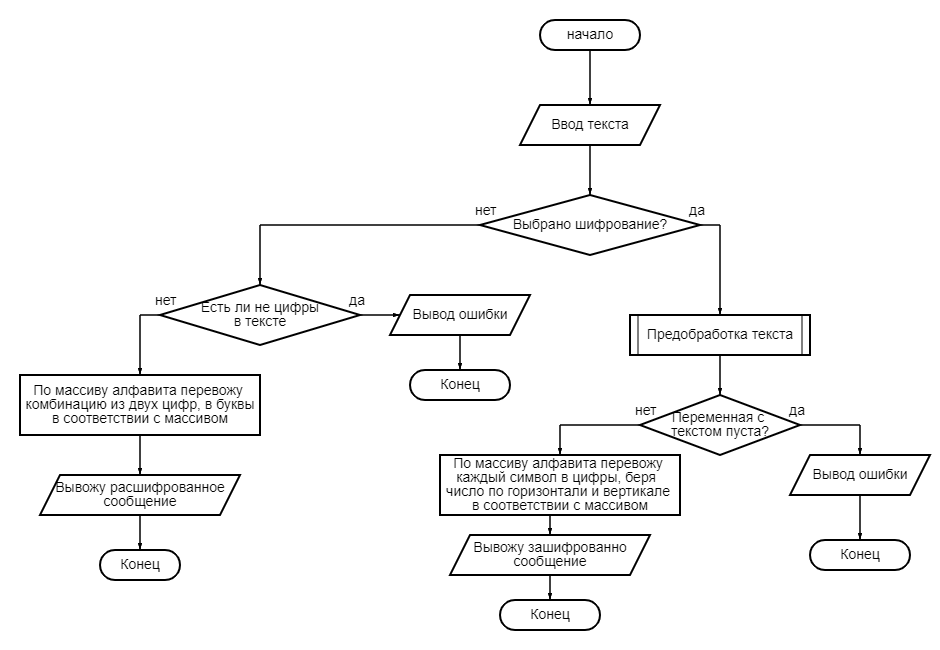 начало
Ввод текста
нет
да
Выбрано шифрование?
нет
да
Есть ли не цифры
в тексте
Вывод ошибки
Предобработка текста
Конец
По массиву алфавита перевожу
комбинацию из двух цифр, в буквы
в соответствии с массивом
нет
да
Переменная с
текстом пуста?
По массиву алфавита перевожу
каждый символ в цифры, беря
число по горизонтали и вертикале
в соответствии с массивом
Вывод ошибки
Вывожу расшифрованное
сообщение
Вывожу зашифрованно
сообщение
Конец
Конец
Конец